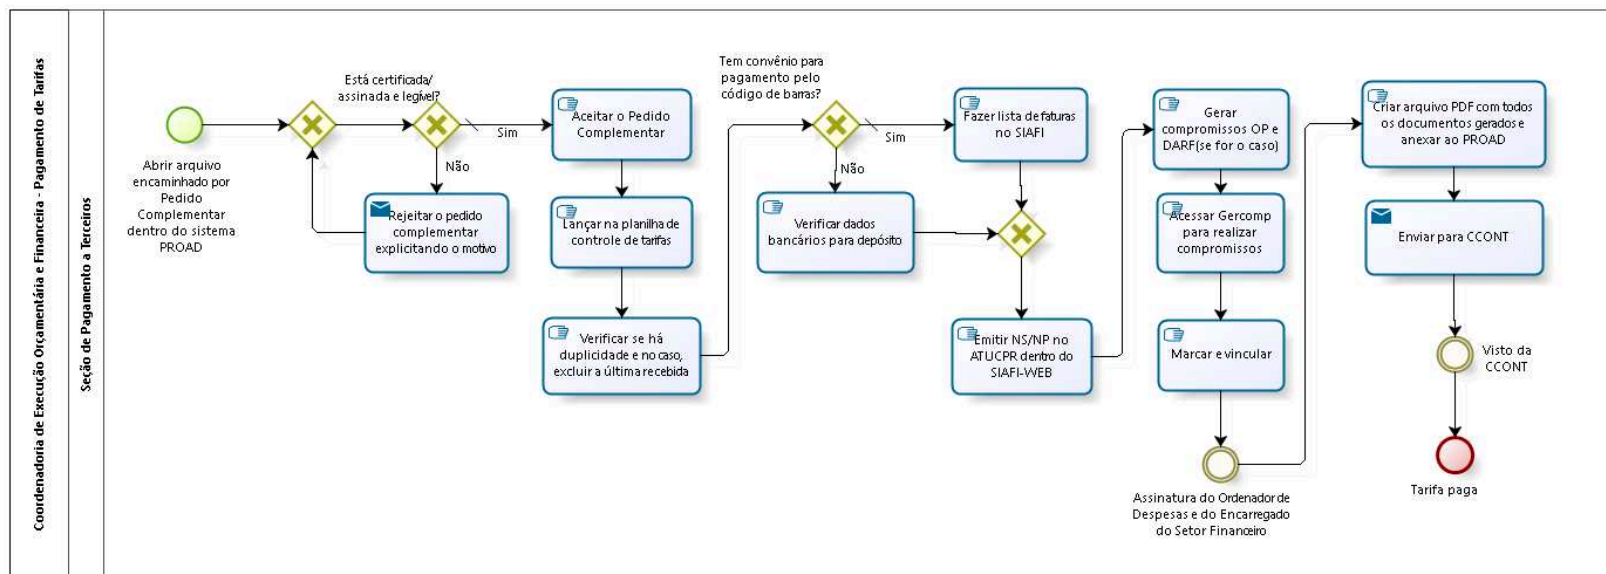 Coordenadoria de Execução Orçamentária e Financeira - Pagamento de Tarifas
Seção de Pagamento a Terceiros
Abrir arquivo
encaminhado por
Pedido
Complementar
dentro do sistema
PROAD
Está certificada/
assinada e legível?
Sim
Não
Rejeitar o pedido
complementar
explicitando o motivo
Aceitar o Pedido
Complementar
Lançar na planilha de
controle de tarifas
Verificar se há
duplicidade e no caso,
excluir a última recebida
Tem convênio para
pagamento pelo
código de barras?
Sim
Não
Verificar dados
bancários para depósito
Fazer lista de faturas
no SIAFI
Emitir NS/NP no
ATUCPR dentro do
SIAFI-WEB
Gerar
compromissos OP e
DARF(se for o caso)
Acessar Gercomp
para realizar
compromissos
Marcar e vincular
Assinatura do Ordenador de
Despesas e do Encarregado
do Setor Financeiro
Criar arquivo PDF com todos
os documentos gerados e
anexar ao PROAD
Enviar para CCONT
Visto da
CCONT
Tarifa paga